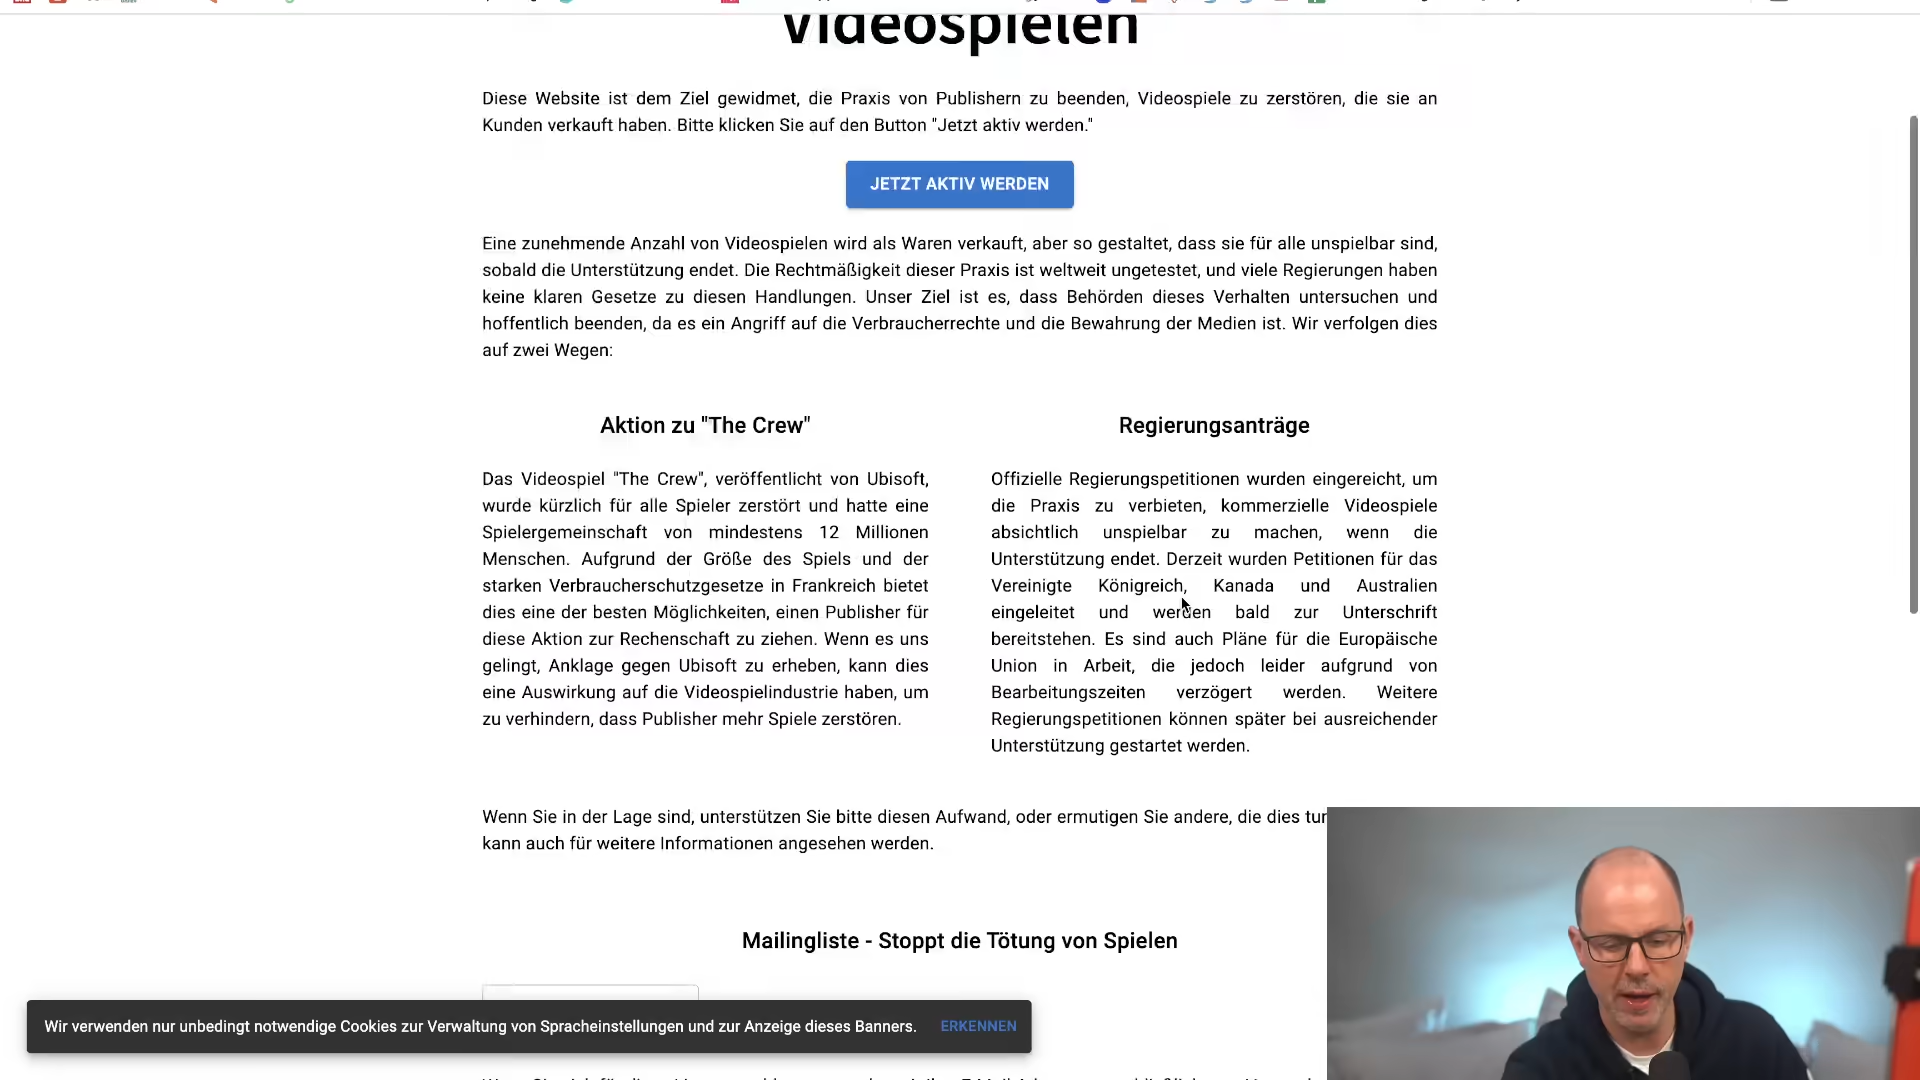 Videospielen
Diese Website ist dem Ziel gewidmet, die Praxis von Publishern zu beenden, Videospiele zu zerstören, die sie an
Kunden verkauft haben. Bitte klicken Sie auf den Button "Jetzt aktiv werden."
JETZT AKTIV WERDEN
Eine zunehmende Anzahl von Videospielen wird als Waren verkauft, aber so gestaltet, dass sie für alle unspielbar sind,
sobald die Unterstützung endet. Die Rechtmäßigkeit dieser Praxis ist weltweit ungetestet, und viele Regierungen haben
keine klaren Gesetze zu diesen Handlungen. Unser Ziel ist es, dass Behörden dieses Verhalten untersuchen und
hoffentlich beenden, da es ein Angriff auf die Verbraucherrechte und die Bewahrung der Medien ist. Wir verfolgen dies
auf zwei Wegen:
Aktion zu "The Crew"
Das Videospiel "The Crew", veröffentlicht von Ubisoft,
wurde kürzlich für alle Spieler zerstört und hatte eine
Spielergemeinschaft von mindestens 12 Millionen
Menschen. Aufgrund der Größe des Spiels und der
starken Verbraucherschutzgesetze in Frankreich bietet
dies eine der besten Möglichkeiten, einen Publisher für
diese Aktion zur Rechenschaft zu ziehen. Wenn es uns
gelingt, Anklage gegen Ubisoft zu erheben, kann dies
eine Auswirkung auf die Videospielindustrie haben, um
zu verhindern, dass Publisher mehr Spiele zerstören.
Regierungsanträge
Offizielle Regierungspetitionen wurden eingereicht, um
die Praxis zu verbieten, kommerzielle Videospiele
absichtlich unspielbar zu machen, wenn die
Unterstützung endet. Derzeit wurden Petitionen für das
Vereinigte Königreich, Kanada und Australien
eingeleitet und werden bald zur Unterschrift
bereitstehen. Es sind auch Pläne für die Europäische
Union in Arbeit, die jedoch leider aufgrund von
Bearbeitungszeiten verzögert werden. Weitere
Regierungspetitionen können später bei ausreichender
Unterstützung gestartet werden.
Wenn Sie in der Lage sind, unterstützen Sie bitte diesen Aufwand, oder ermutigen Sie andere, die dies
kann auch für weitere Informationen angesehen werden.
Mailingliste - Stoppt die Tötung von Spielen
Wir verwenden nur unbedingt notwendige Cookies zur Verwaltung von Spracheinstellungen und zur Anzeige dieses Banners.
ERKENNEN